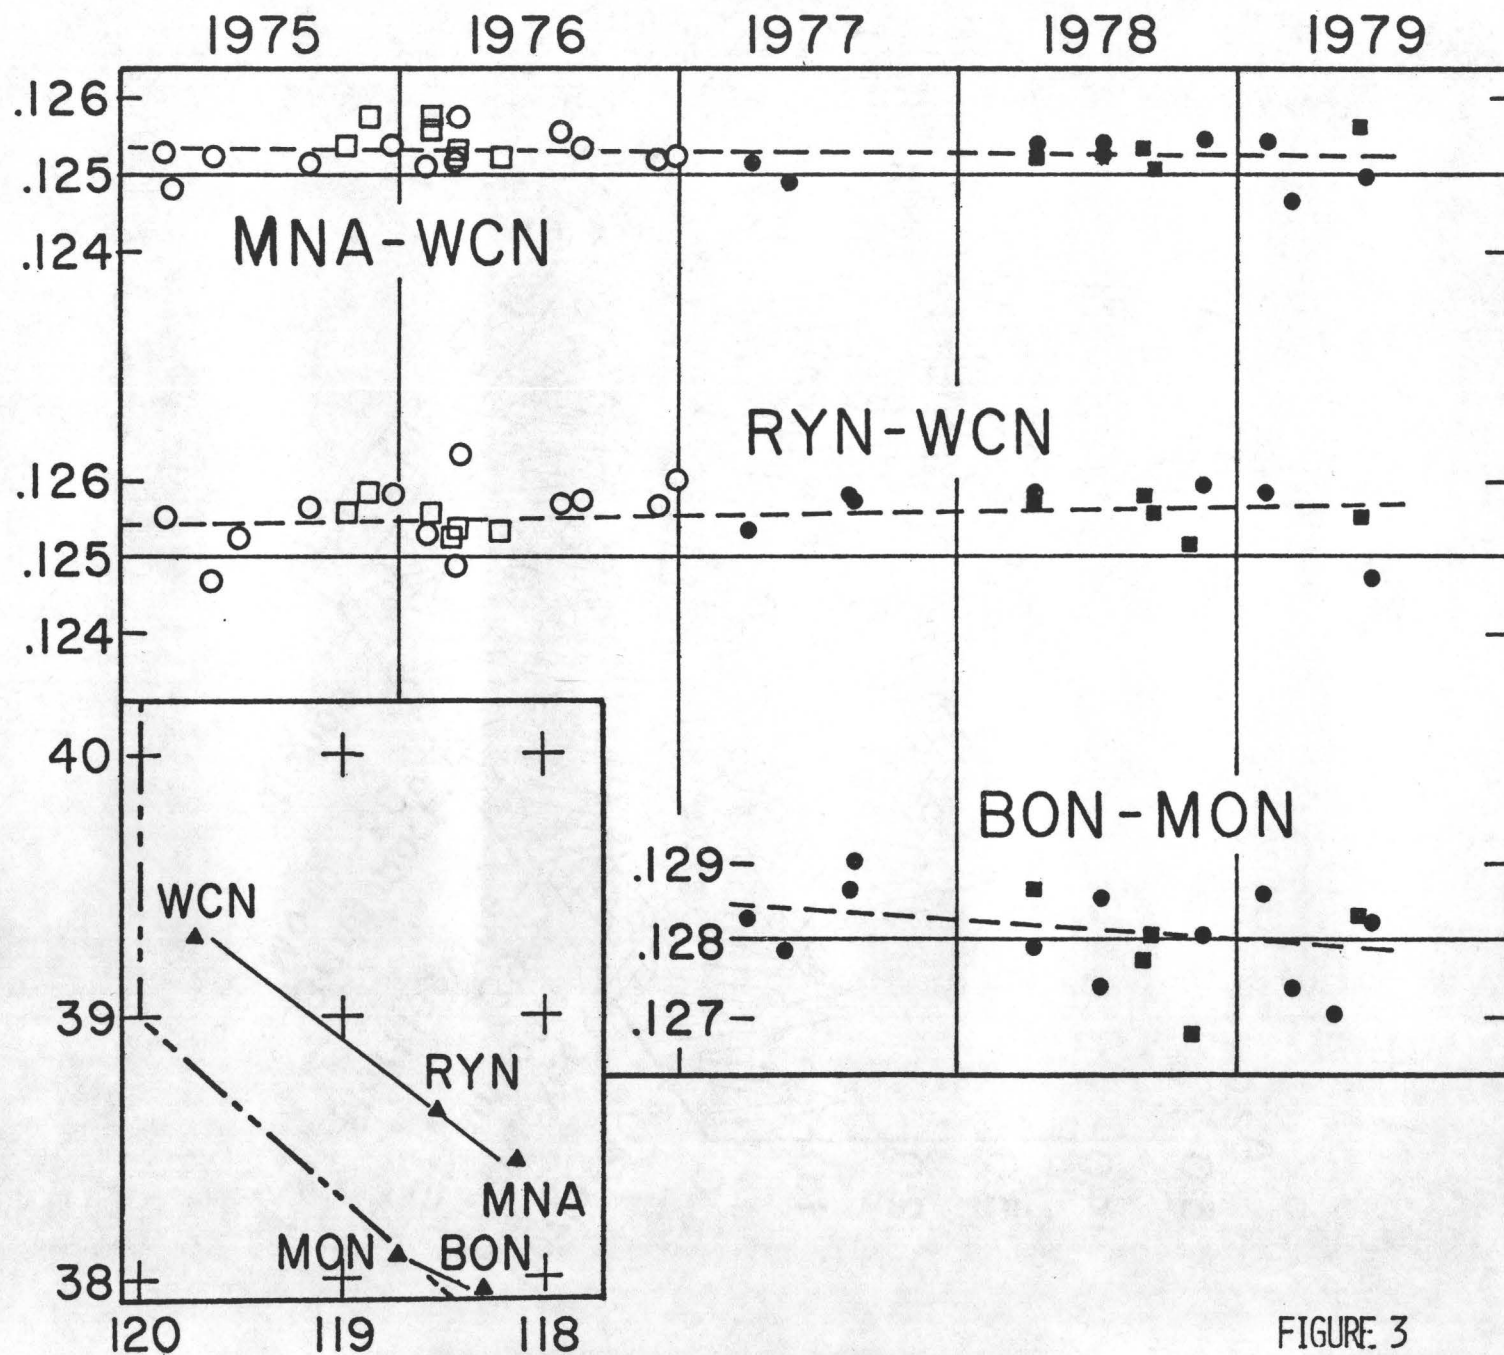 1975 1976 1977 1978 1979
.126
.125
.124
MNA-WCN
RYN-WCN
.126
.125
.124
BON-MON
.129
.128
.127
40
39
38
WCN
RYN
MNA
MON BON
120 119 118
FIGURE 3